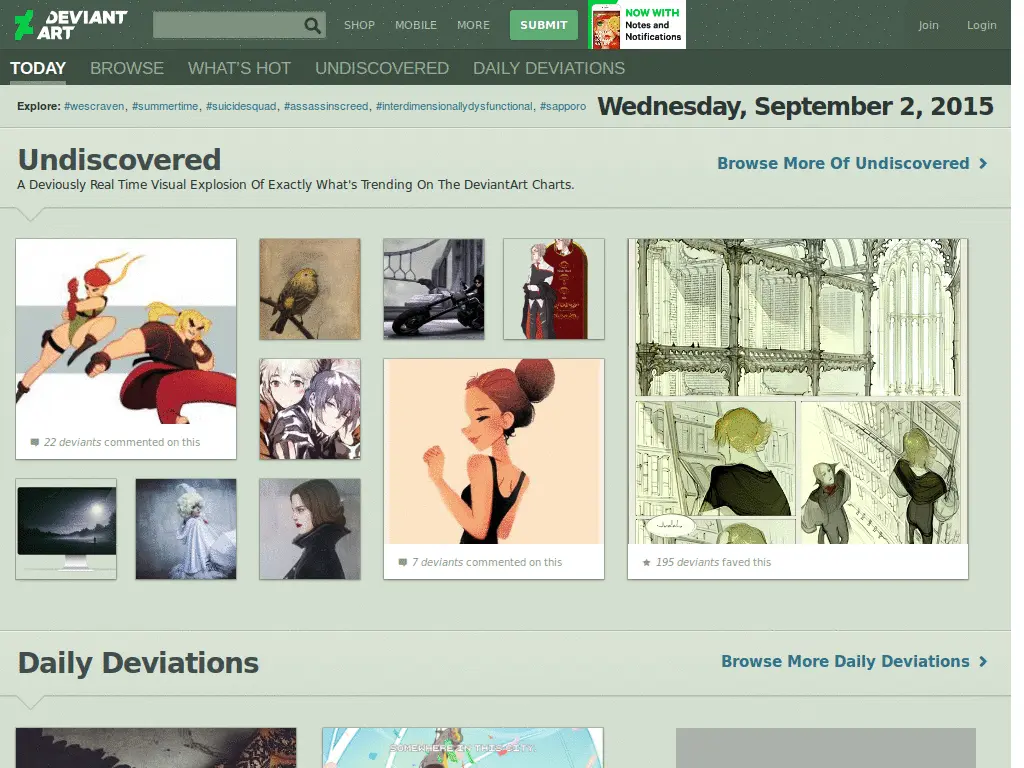 DEVIANT
ART
SHOP MOBILE MORE SUBMIT
NOW WITH
Notes and
Notifications
Join Login
TODAY BROWSE WHAT'S HOT UNDISCOVERED DAILY DEVIATIONS
Explore: #wescraven, #summertime, #suicidesquad, #assassinscreed, #interdimensionallydysfunctional, #sapporo
Wednesday, September 2, 2015
Undiscovered
Browse More Of Undiscovered
A Deviously Real Time Visual Explosion Of Exactly What's Trending On The DeviantArt Charts.
22 deviants commented on this
7 deviants commented on this
195 deviants faved this
Daily Deviations
Browse More Daily Deviations
SOMEWHERE IN THIS CITY